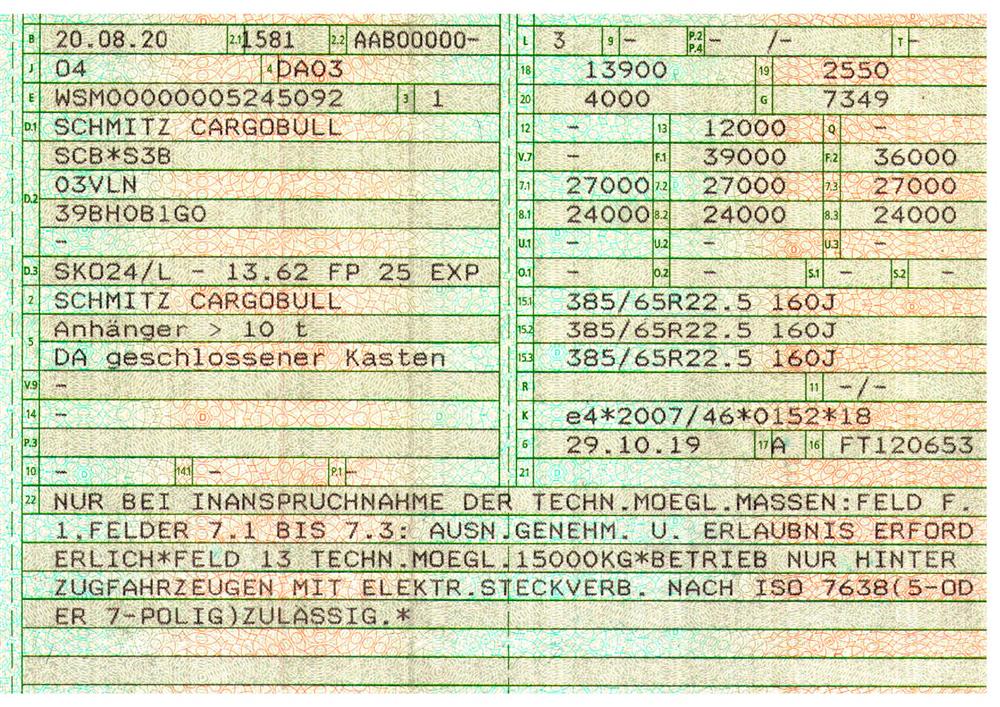 B 20.08.20 2.1 1581 2.2 AAB00000- L 3 9 - P.2 P.4 - /- T -
J 04 4 DA03 18 13900 19 2550
E WSM00000005245092 3 1 20 4000 G 7349
D.1 SCHMITZ CARGOBULL 12 - 13 12000 Q -
D.2 SCB*S3B V.7 - F.1 39000 F.2 36000
03VLN 7.1 27000 7.2 27000 7.3 27000
39BH0B1G0 8.1 24000 8.2 24000 8.3 24000
- U.1 - U.2 - U.3 -
D.3 SKO24/L - 13.62 FP 25 EXP O.1 - O.2 - S.1 - S.2 -
2 SCHMITZ CARGOBULL 15.1 385/65R22.5 160J
5 Anhänger > 10 t 15.2 385/65R22.5 160J
DA geschlossener Kasten 15.3 385/65R22.5 160J
V.9 - R 11 -/-
14 - K e4*2007/46*0152*18
P.3 6 29.10.19 17 A 16 FT120653
10 - 14.1 - P.1 - 21
22 NUR BEI INANSPRUCHNAHME DER TECHN.MOEGL.MASSEN:FELD F.
1,FELDER 7.1 BIS 7.3: AUSN.GENEHM. U. ERLAUBNIS ERFORD
ERLICH*FELD 13 TECHN.MOEGL.15000KG*BETRIEB NUR HINTER
ZUGFAHRZEUGEN MIT ELEKTR.STECKVERB. NACH ISO 7638(5-OD
ER 7-POLIG)ZULÄSSIG.*